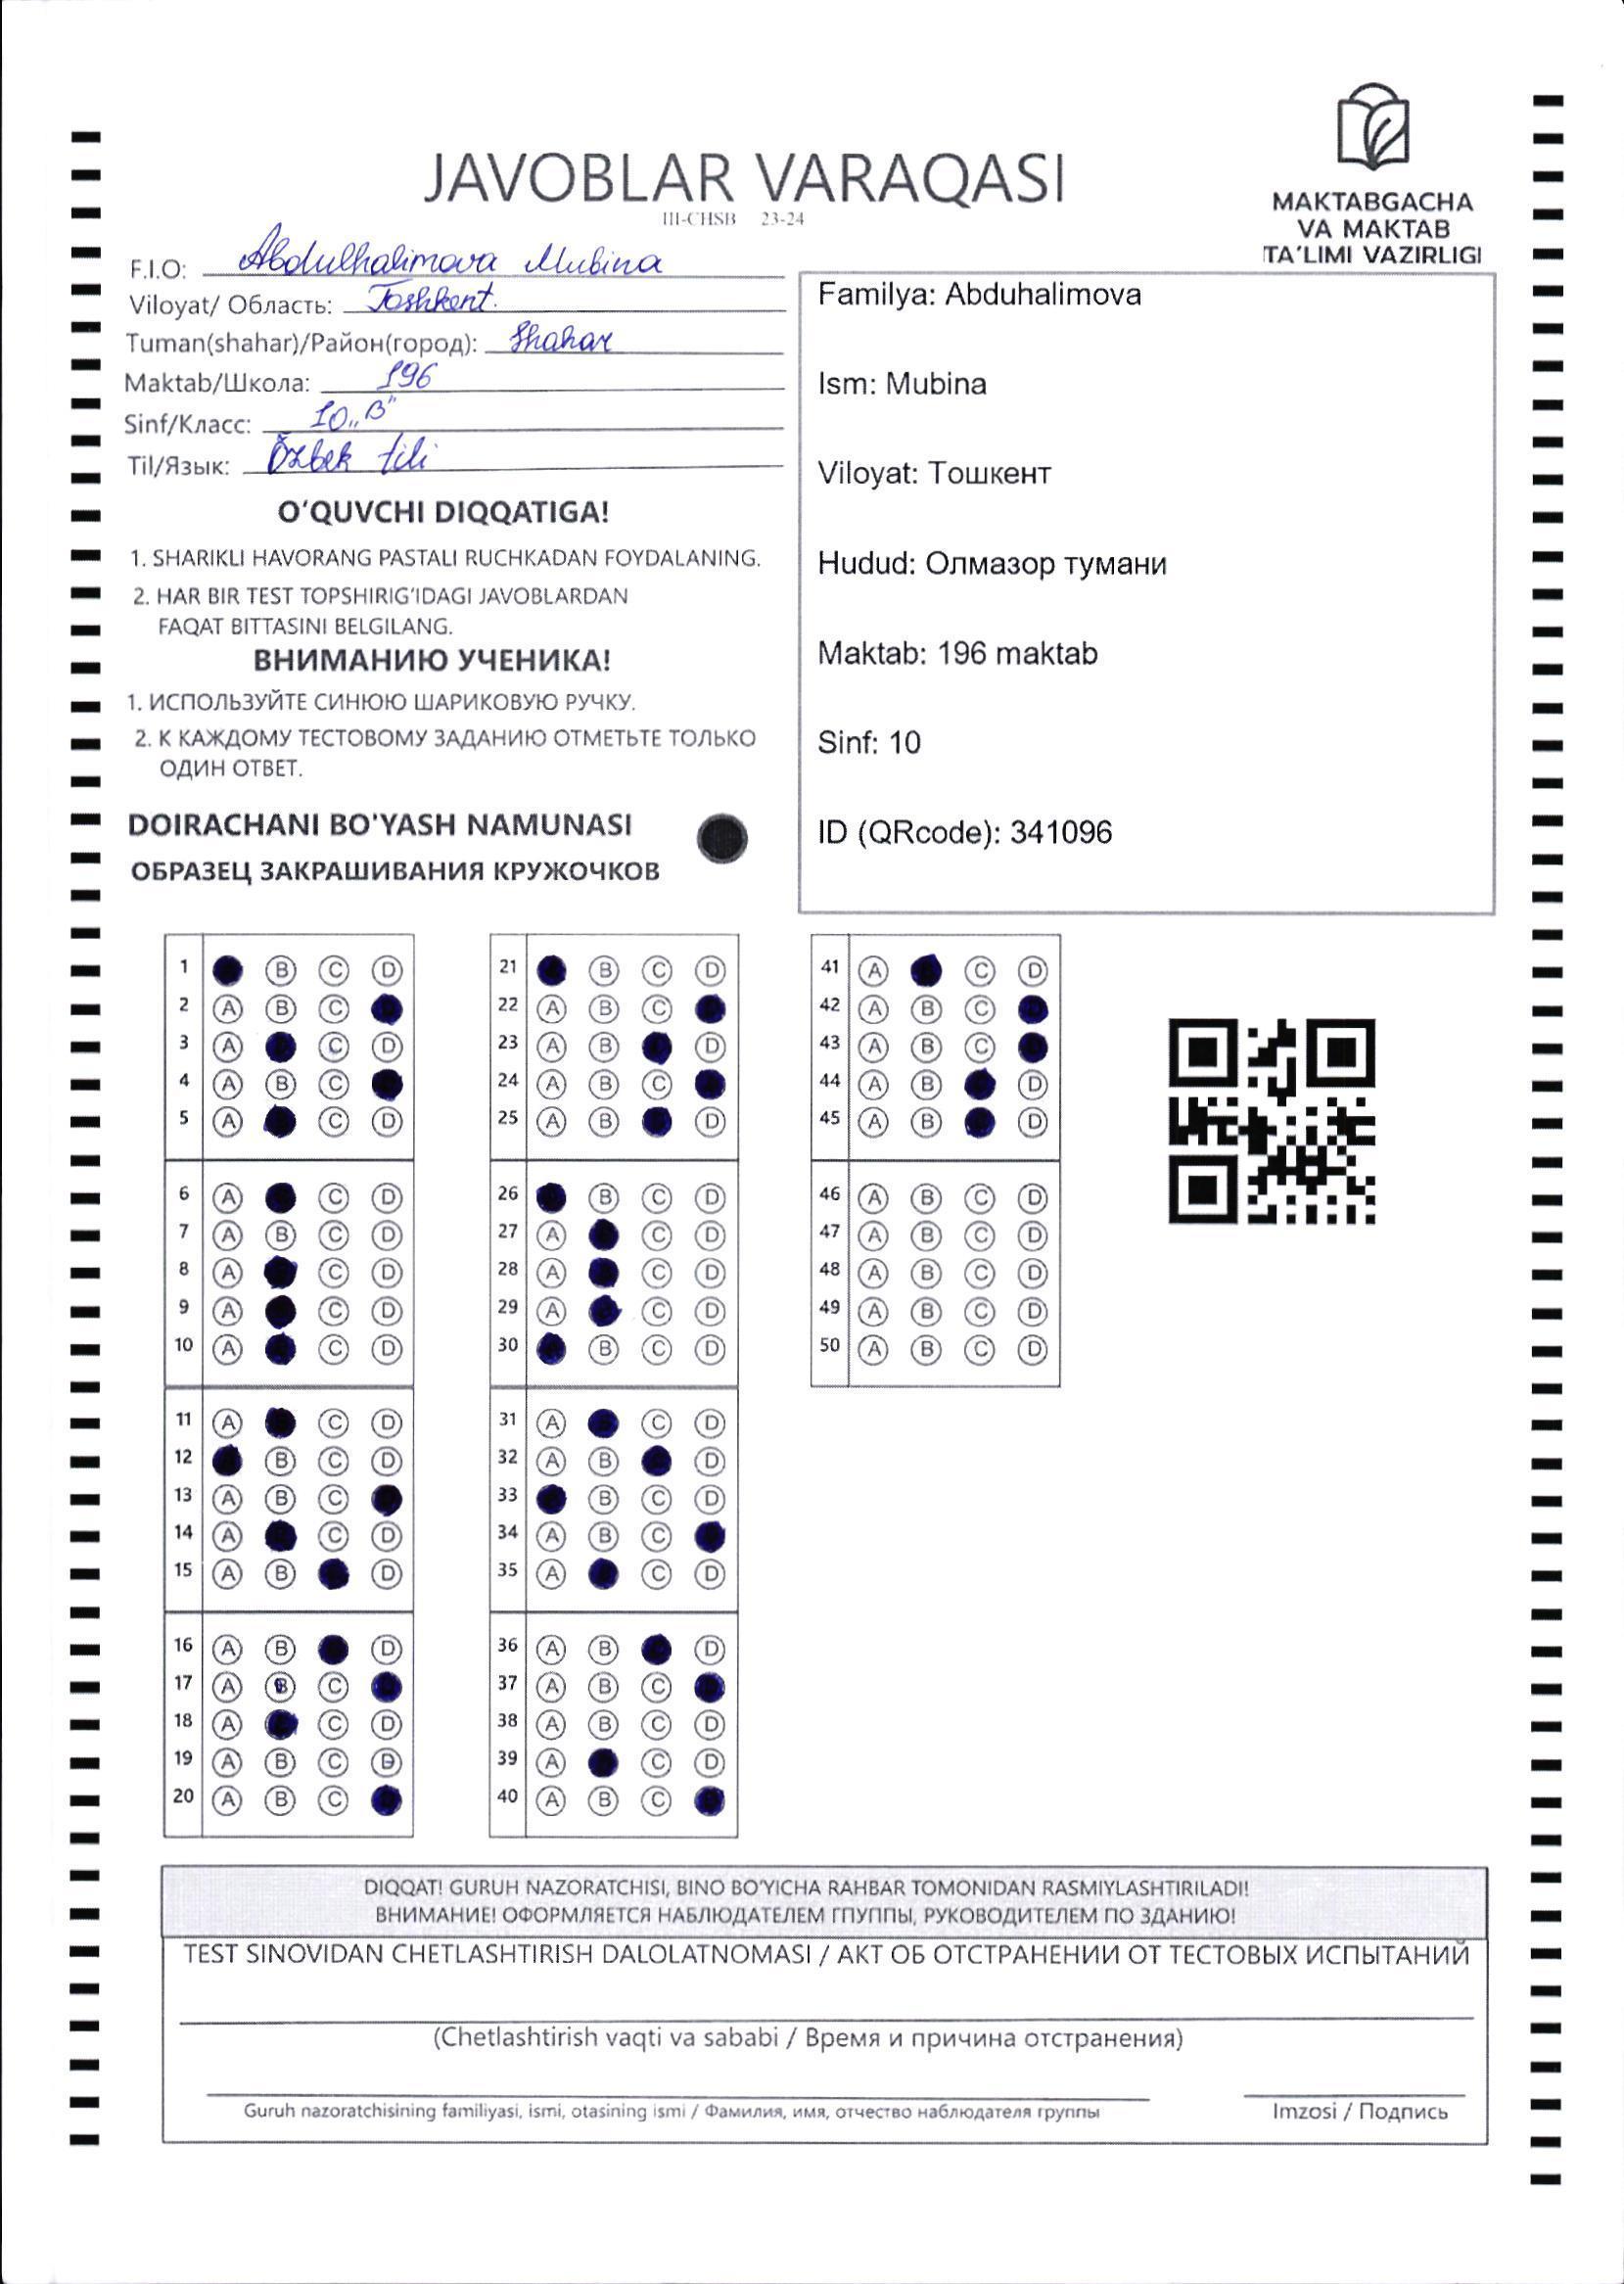 JAVOBLAR VARAQASI
III-CHSB 23-24
MAKTABGACHA
VA MAKTAB
TA'LIMI VAZIRLIGI
F.I.O: Abdulhalimova Mubina
Viloyat/ Область: Toshkent.
Tuman(shahar)/Район(город): Shahar
Maktab/Школа: 196
Sinf/Класс: 10 „B"
Til/Язык: Õzbek tili
O'QUVCHI DIQQATIGA!
1. SHARIKLI HAVORANG PASTALI RUCHKADAN FOYDALANING.
2. HAR BIR TEST TOPSHIRIG'IDAGI JAVOBLARDAN
FAQAT BITTASINI BELGILANG.
ВНИМАНИЮ УЧЕНИКА!
1. ИСПОЛЬЗУЙТЕ СИНЮЮ ШАРИКОВУЮ РУЧКУ.
2. К КАЖДОМУ ТЕСТОВОМУ ЗАДАНИЮ ОТМЕТЬТЕ ТОЛЬКО
ОДИН ОТВЕТ.
DOIRACHANI BO'YASH NAMUNASI
ОБРАЗЕЦ ЗАКРАШИВАНИЯ КРУЖОЧКОВ
Familya: Abduhalimova
Ism: Mubina
Viloyat: Тошкент
Hudud: Олмазор тумани
Maktab: 196 maktab
Sinf: 10
ID (QRcode): 341096
1 B C D
2 A B C
3 A C D
4 A B C
5 A C D
6 A C D
7 A B C D
8 A C D
9 A C D
10 A C D
11 A C D
12 B C D
13 A B C
14 A C D
15 A B D
16 A B D
17 A B C
18 A C D
19 A B C D
20 A B C
21 B C D
22 A B C
23 A B D
24 A B C
25 A B D
26 B C D
27 A C D
28 A C D
29 A C D
30 B C D
31 A C D
32 A B D
33 B C D
34 A B C
35 A C D
36 A B D
37 A B C
38 A B C D
39 A C D
40 A B C
41 A C D
42 A B C
43 A B C
44 A B D
45 A B D
46 A B C D
47 A B C D
48 A B C D
49 A B C D
50 A B C D
DIQQAT! GURUH NAZORATCHISI, BINO BO'YICHA RAHBAR TOMONIDAN RASMIYLASHTIRILADI!
ВНИМАНИЕ! ОФОРМЛЯЕТСЯ НАБЛЮДАТЕЛЕМ ГПУППЫ, РУКОВОДИТЕЛЕМ ПО ЗДАНИЮ!
TEST SINOVIDAN CHETLASHTIRISH DALOLATNOMASI / АКТ ОБ ОТСТРАНЕНИИ ОТ ТЕСТОВЫХ ИСПЫТАНИЙ
(Chetlashtirish vaqti va sababi / Время и причина отстранения)
Guruh nazoratchisining familiyasi, ismi, otasining ismi / Фамилия, имя, отчество наблюдателя группы
Imzosi / Подпись